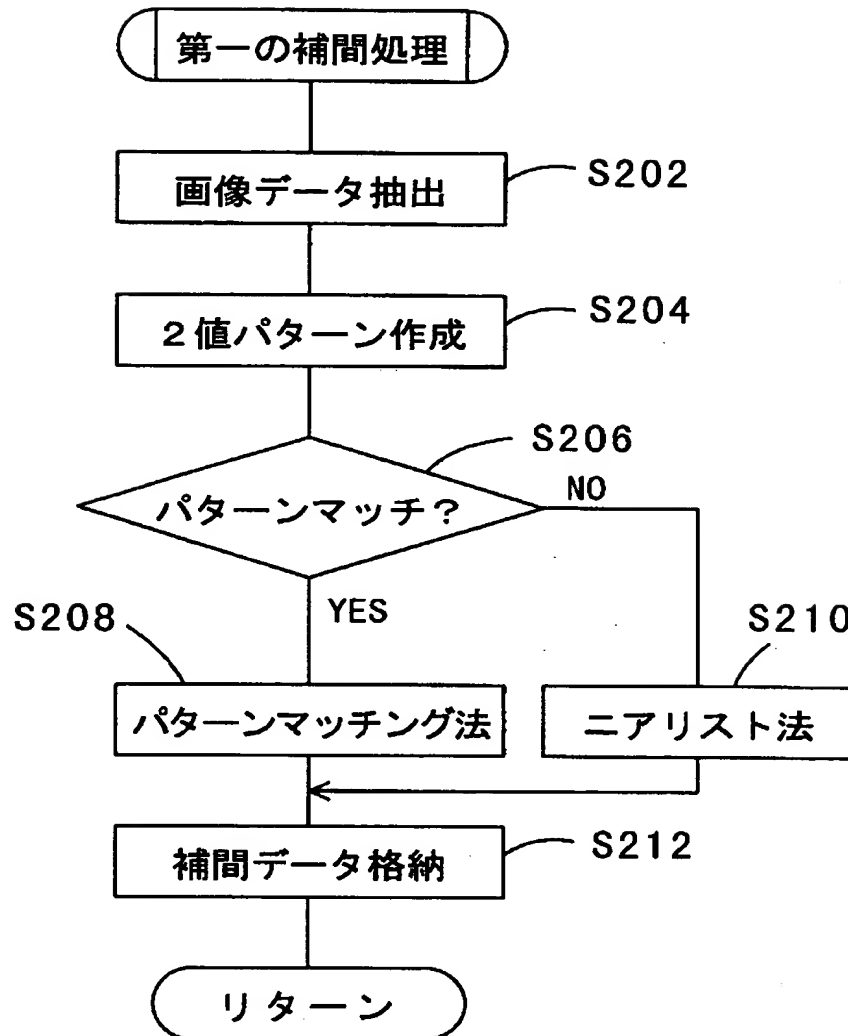 第一の補間処理
画像データ抽出
S202
2値パターン作成
S204
S206
パターンマッチ?
NO
YES
S208
S210
パターンマッチング法
ニアリスト法
補間データ格納
S212
リターン